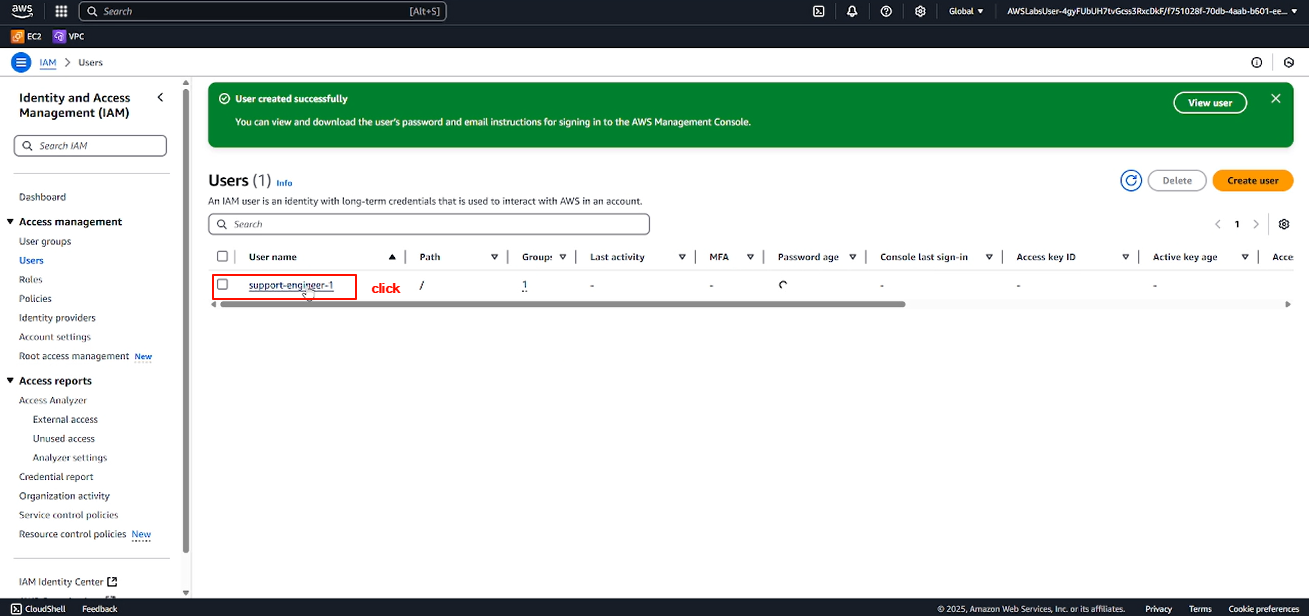 aws Search [Alt+S] Global AWSLabsUser-4gyFUbUH7tvGcss3RxcDkF/f751028f-70db-4aab-b601-ee...
EC2 VPC
IAM > Users
Identity and Access
Management (IAM)
Search IAM
Dashboard
Access management
User groups
Users
Roles
Policies
Identity providers
Account settings
Root access management New
Access reports
Access Analyzer
External access
Unused access
Analyzer settings
Credential report
Organization activity
Service control policies
Resource control policies New
IAM Identity Center
User created successfully
View user
You can view and download the user's password and email instructions for signing in to the AWS Management Console.
Users (1) Info
Delete Create user
An IAM user is an identity with long-term credentials that is used to interact with AWS in an account.
Search
1
User name Path Groups Last activity MFA Password age Console last sign-in Access key ID Active key age Acce
support-engineer-1 click / 1 - - - - -
CloudShell Feedback © 2025, Amazon Web Services, Inc. or its affiliates. Privacy Terms Cookie preferences